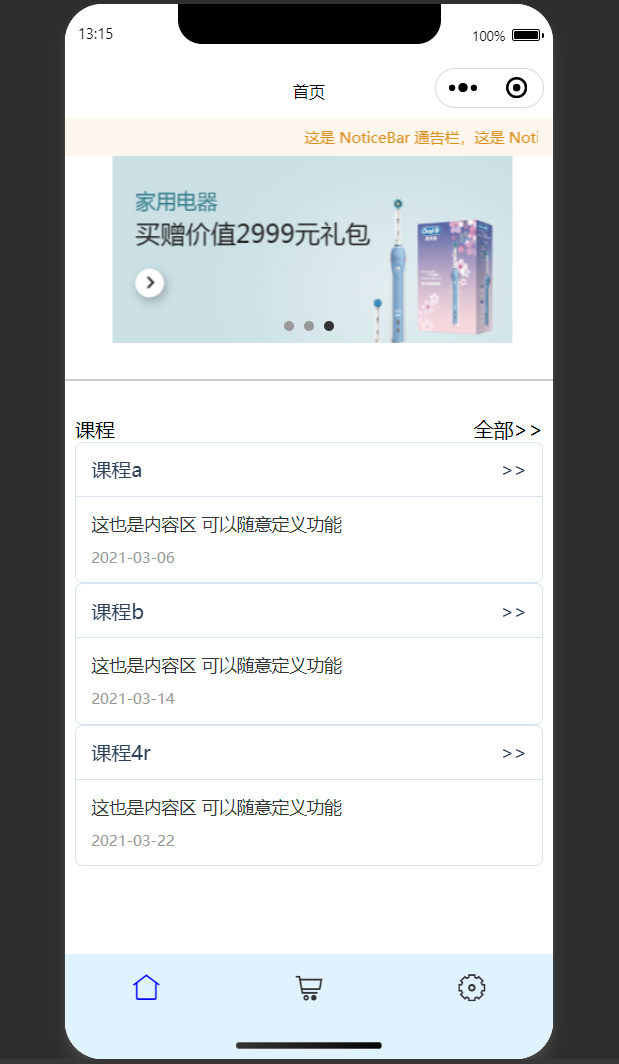 13:15
100%
首页
这是 NoticeBar 通告栏，这是 Noti
家用电器
买赠价值2999元礼包
Oral-B
课程
全部>>
课程a
>>
这也是内容区 可以随意定义功能
2021-03-06
课程b
>>
这也是内容区 可以随意定义功能
2021-03-14
课程4r
>>
这也是内容区 可以随意定义功能
2021-03-22